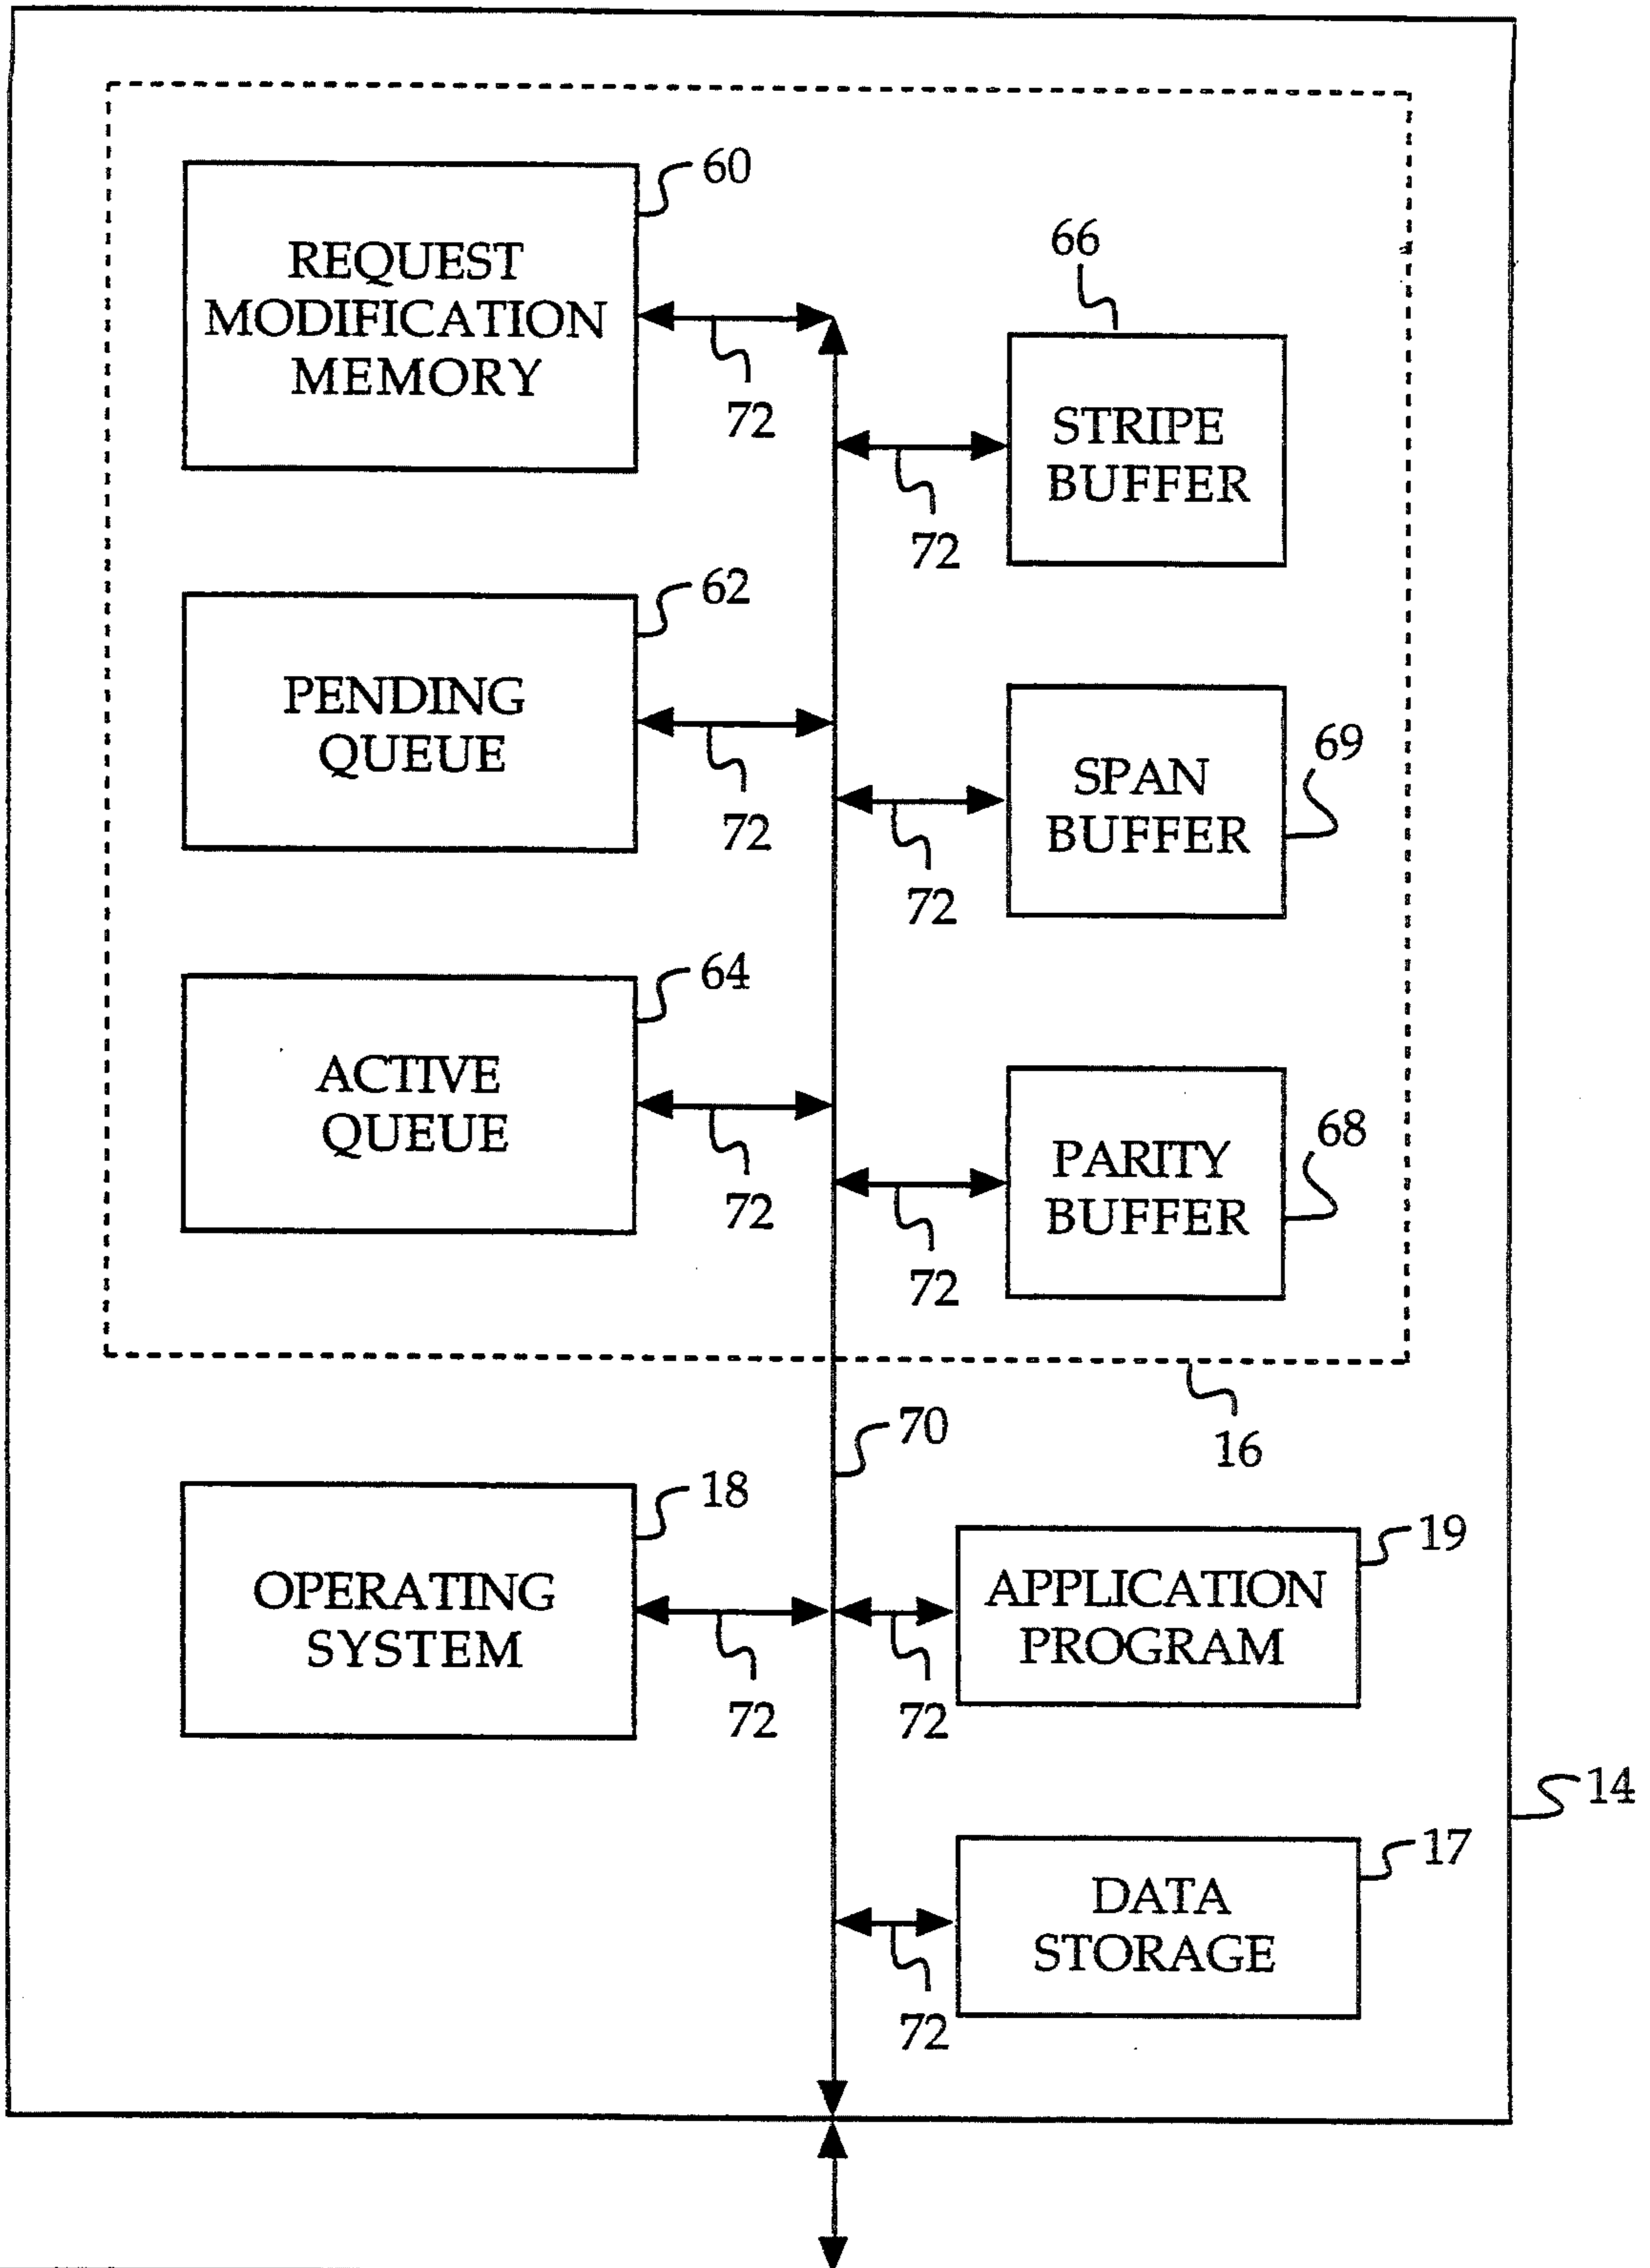 60
REQUEST
MODIFICATION
MEMORY
72
66
STRIPE
BUFFER
72
62
PENDING
QUEUE
72
69
SPAN
BUFFER
72
64
ACTIVE
QUEUE
72
68
PARITY
BUFFER
72
16
70
18
OPERATING
SYSTEM
72
19
APPLICATION
PROGRAM
72
14
17
DATA
STORAGE
72